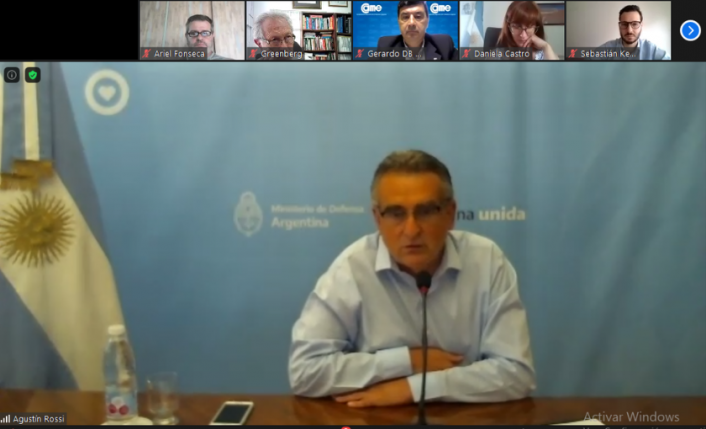 Ariel Fonseca
Greenberg
came
Gerardo DB
Daniela Castro
Sebastián Ke...
Ministerio de Defensa
Argentina
na unida
Agustín Rossi
Activar Windows